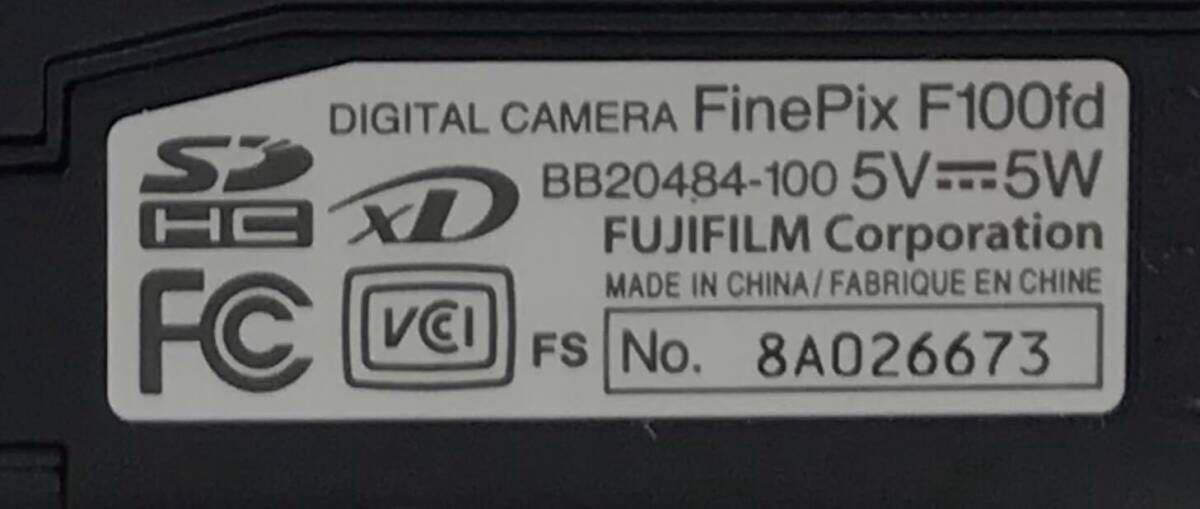 DIGITAL CAMERA FinePix F100fd
SD HC xD BB20484-100 5V⎓5W
FUJIFILM Corporation
MADE IN CHINA/FABRIQUE EN CHINE
FC VCCI FS No. 8A026673